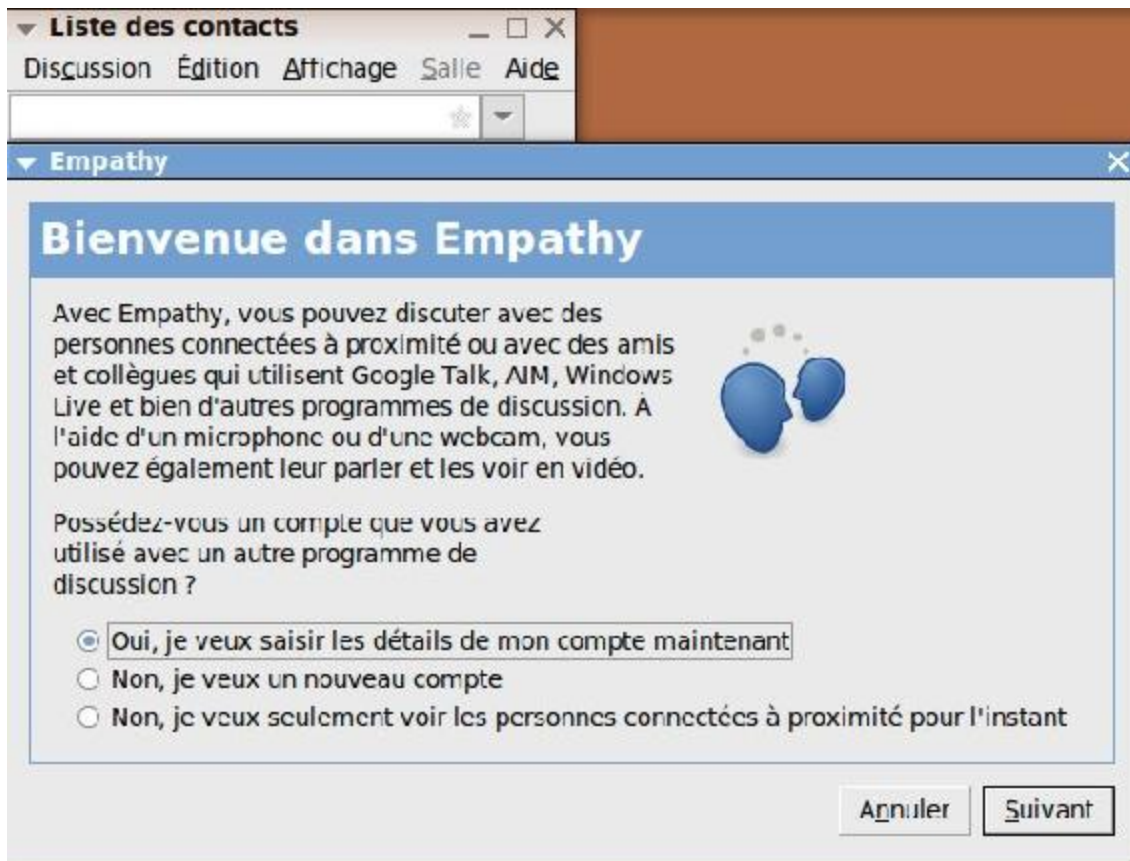 Liste des contacts
Discussion Édition Affichage Salle Aide
Empathy
Bienvenue dans Empathy
Avec Empathy, vous pouvez discuter avec des
personnes connectées à proximité ou avec des amis
et collègues qui utilisent Google Talk, AIM, Windows
Live et bien d'autres programmes de discussion. À
l'aide d'un microphone ou d'une webcam, vous
pouvez également leur parler et les voir en vidéo.
Possédez-vous un compte que vous avez
utilisé avec un autre programme de
discussion ?
Oui, je veux saisir les détails de mon compte maintenant
Non, je veux un nouveau compte
Non, je veux seulement voir les personnes connectées à proximité pour l'instant
Annuler Suivant